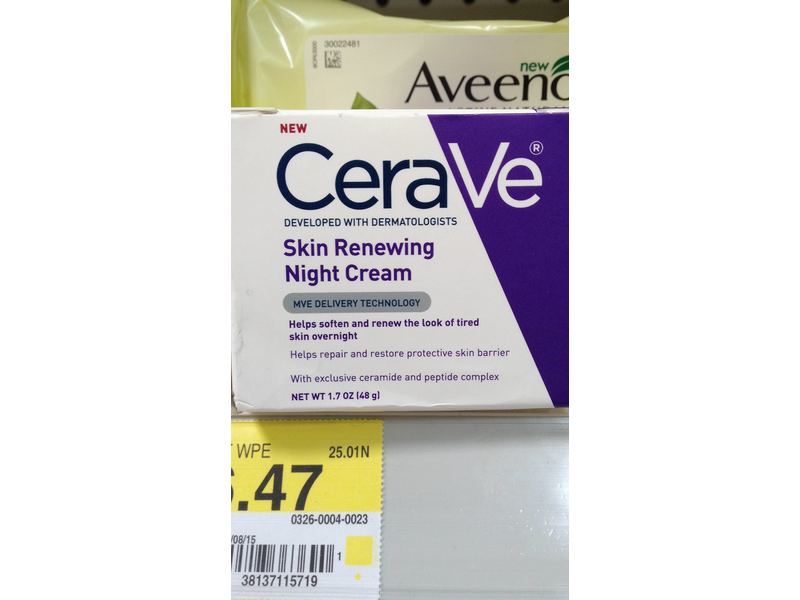 30022481
new
Aveeno
NEW
CeraVe®
DEVELOPED WITH DERMATOLOGISTS
Skin Renewing
Night Cream
MVE DELIVERY TECHNOLOGY
Helps soften and renew the look of tired
skin overnight
Helps repair and restore protective skin barrier
With exclusive ceramide and peptide complex
NET WT 1.7 OZ (48 g)
WPE 25.01N
.47
0326-0004-0023
/08/15
1
38137115719